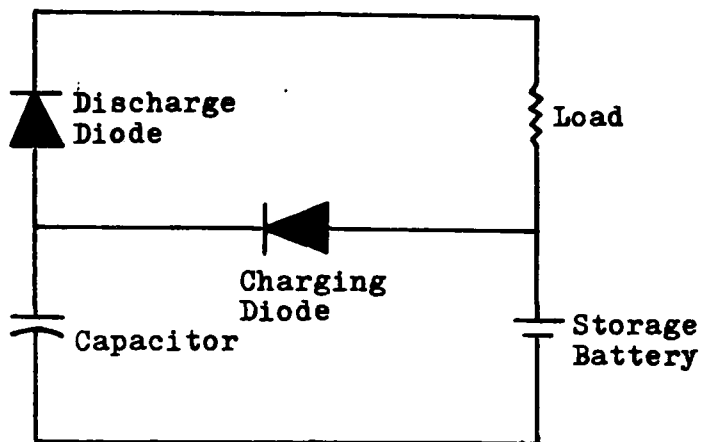 Discharge
Diode
Load
Charging
Diode
Capacitor
Storage
Battery